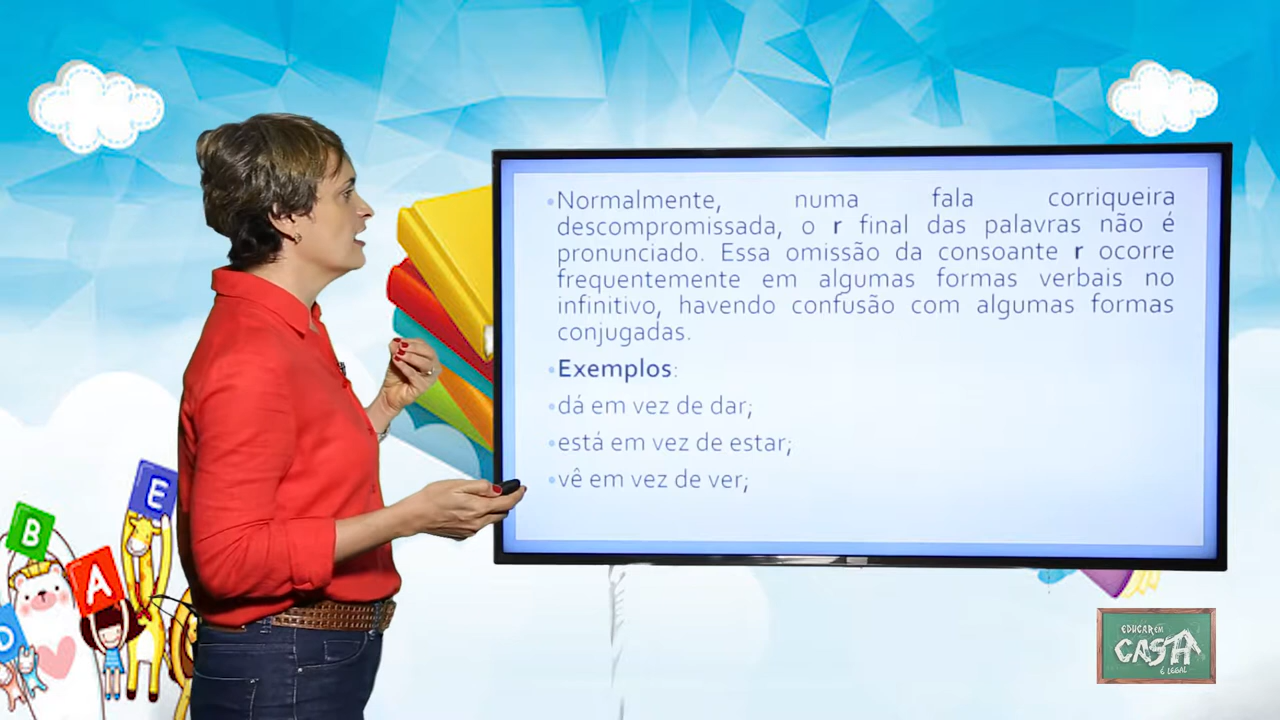 •Normalmente, numa fala corriqueira
descompromissada, o r final das palavras não é
pronunciado. Essa omissão da consoante r ocorre
frequentemente em algumas formas verbais no
infinitivo, havendo confusão com algumas formas
conjugadas.
•Exemplos:
•dá em vez de dar;
•está em vez de estar;
•vê em vez de ver;
E
B
A
O
EDUCAR EM
CASA
É LEGAL